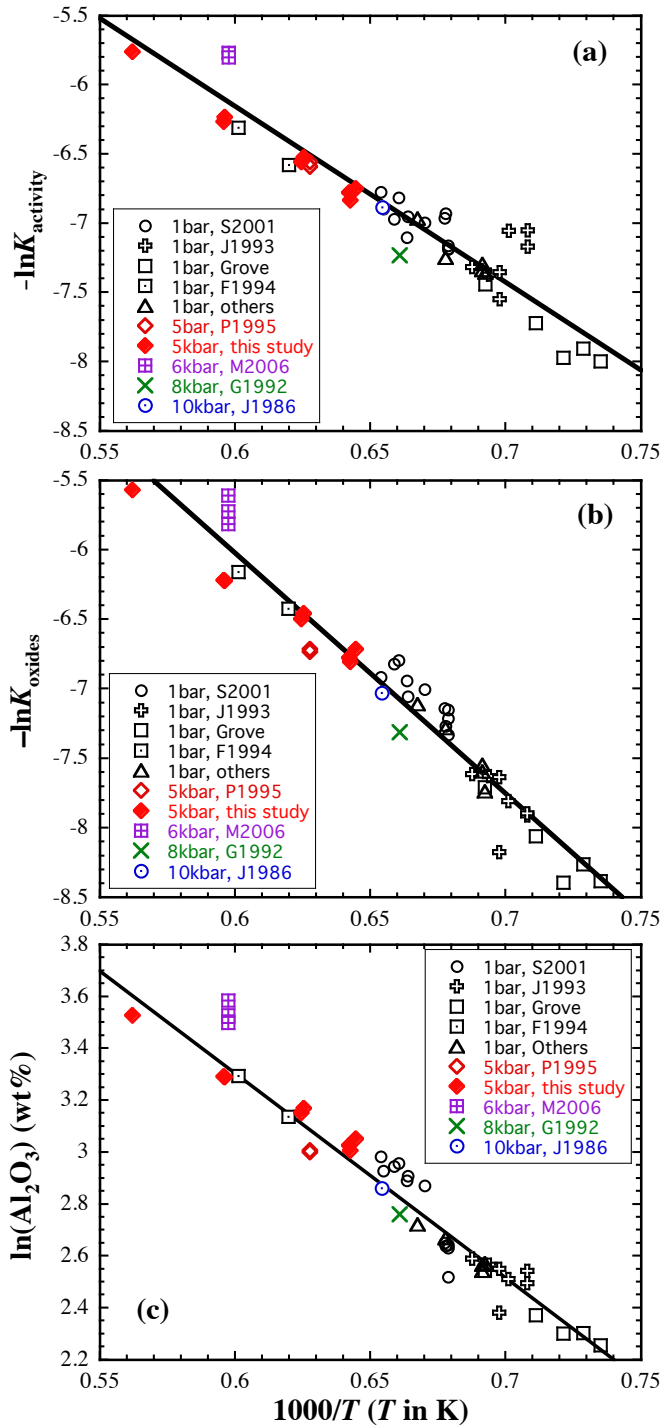 -5.5
-6
-6.5
-7
-7.5
-8
-8.5
-lnK_activity
(a)
1bar, S2001
1bar, J1993
1bar, Grove
1bar, F1994
1bar, others
5bar, P1995
5kbar, this study
6kbar, M2006
8kbar, G1992
10kbar, J1986
0.55 0.6 0.65 0.7 0.75
-5.5
-6
-6.5
-7
-7.5
-8
-8.5
–lnK_oxides
(b)
1bar, S2001
1bar, J1993
1bar, Grove
1bar, F1994
1bar, others
5kbar, P1995
5kbar, this study
6kbar, M2006
8kbar, G1992
10kbar, J1986
0.55 0.6 0.65 0.7 0.75
3.8
3.6
3.4
3.2
3
2.8
2.6
2.4
2.2
ln(Al₂O₃) (wt%)
1bar, S2001
1bar, J1993
1bar, Grove
1bar, F1994
1bar, Others
5kbar, P1995
5kbar, this study
6kbar, M2006
8kbar, G1992
10kbar, J1986
(c)
0.55 0.6 0.65 0.7 0.75
1000/T (T in K)